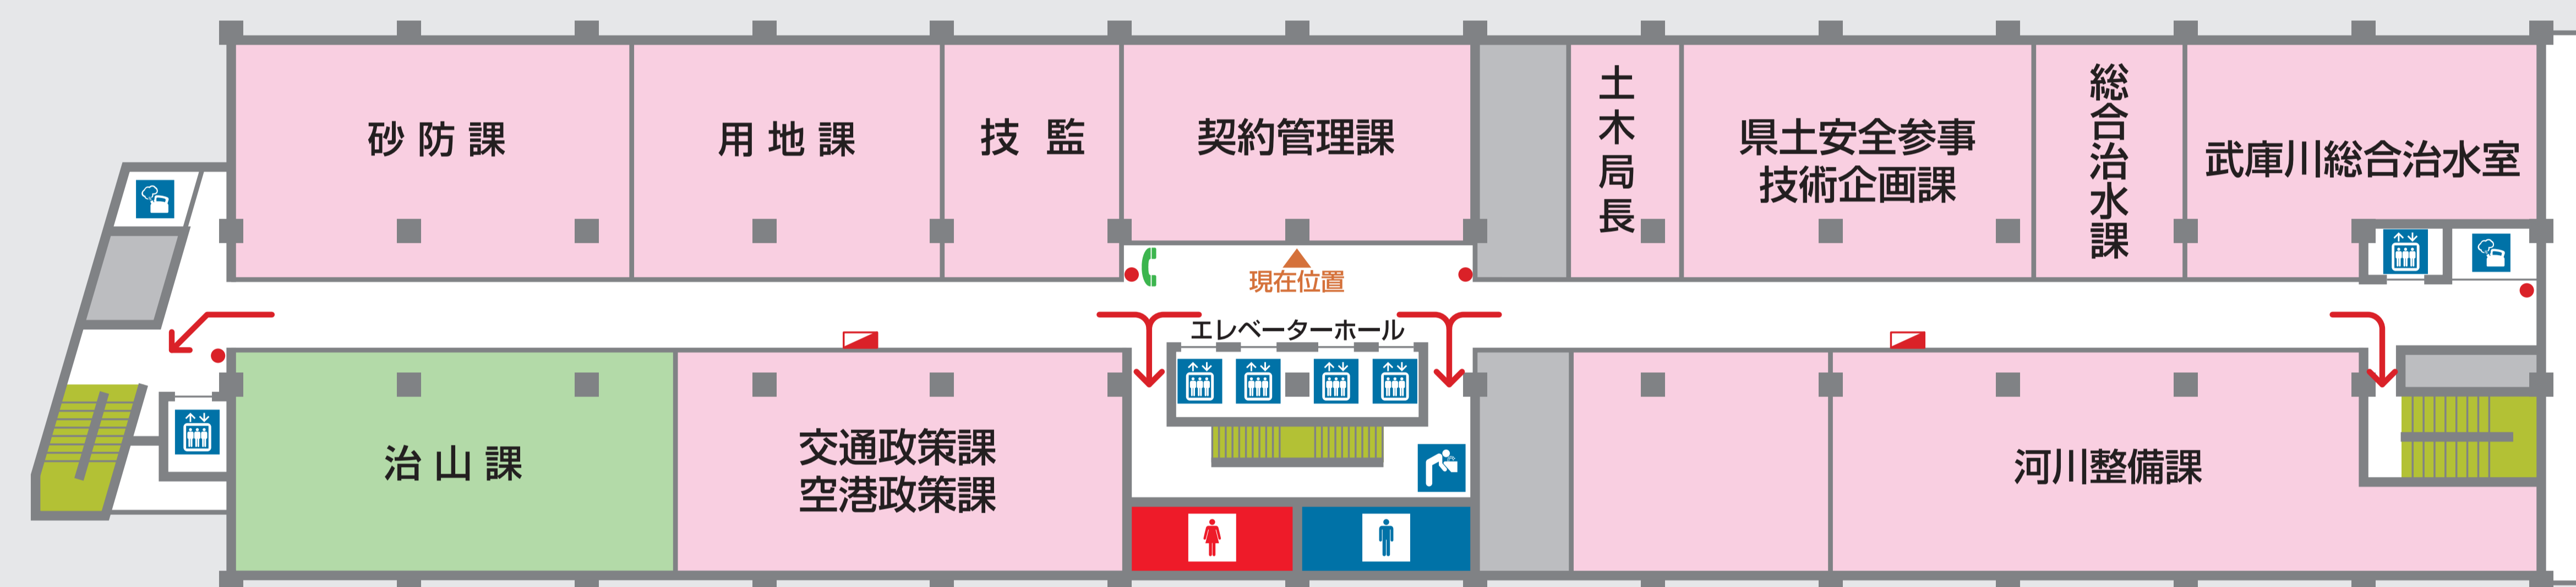 砂防課
用地課
技監
契約管理課
土木局長
県土安全参事
技術企画課
総合治水課
武庫川総合治水室
現在位置
エレベーターホール
治山課
交通政策課
空港政策課
河川整備課